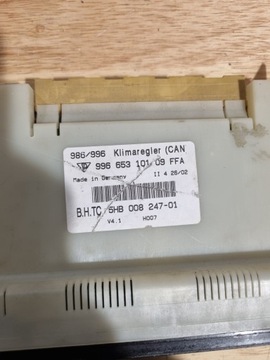 986/996 Klimaregler (CAN
996 653 101 09 FFA
Made in Germany II 4 26/02
B.H.TC 5HB 008 247-01
V4.1 H007